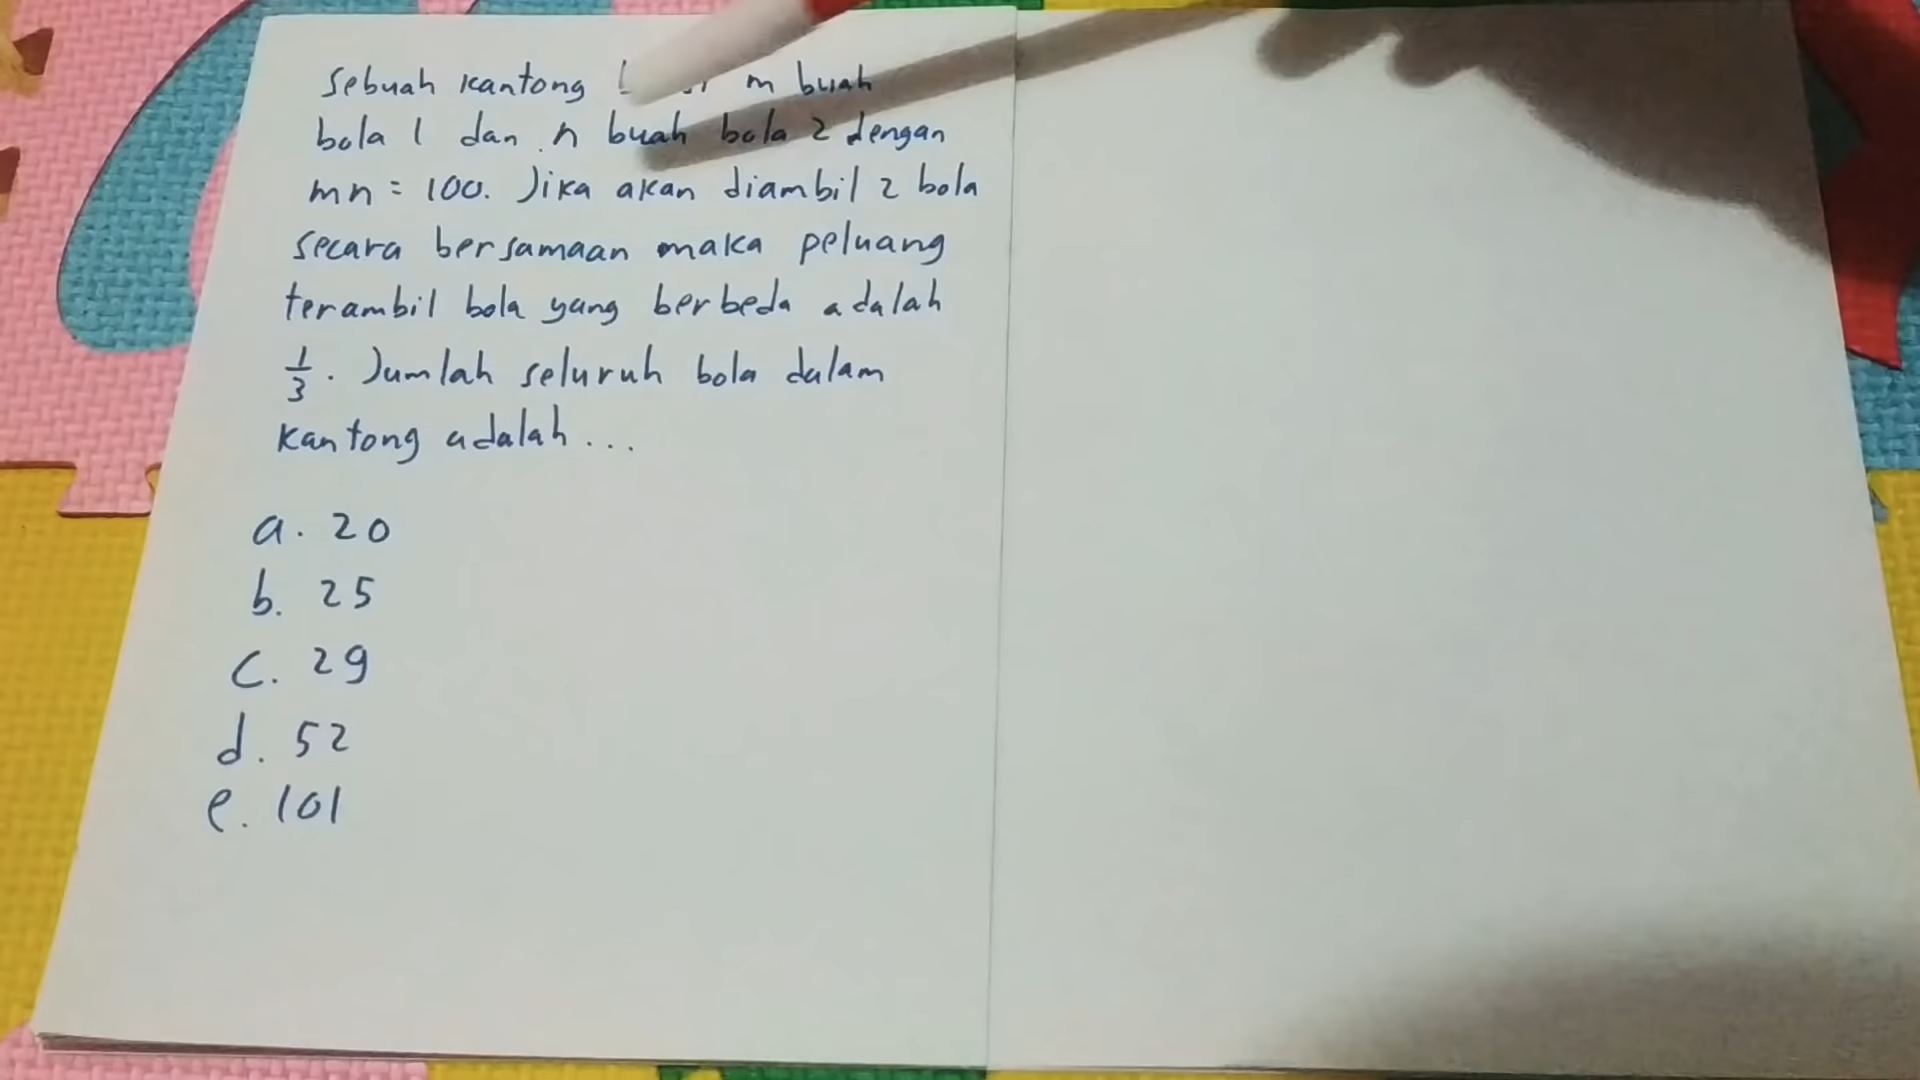 Sebuah kantong m buah
bola 1 dan n buah bola 2 dengan
mn = 100. Jika akan diambil 2 bola
secara bersamaan maka peluang
terambil bola yang berbeda adalah
1/3. Jumlah seluruh bola dalam
kantong adalah...
a. 20
b. 25
c. 29
d. 52
e. 101